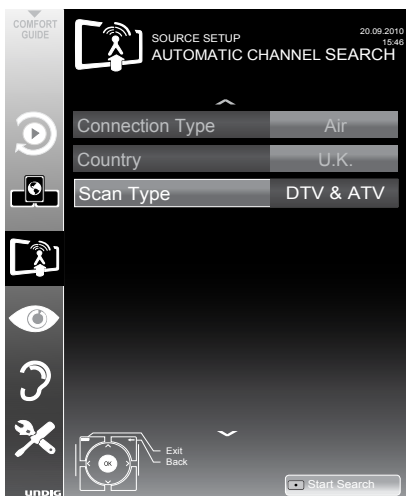 COMFORT
GUIDE
SOURCE SETUP
20.09.2010
15:46
AUTOMATIC CHANNEL SEARCH
Connection Type Air
Country U.K.
Scan Type DTV & ATV
OK
Exit
Back
Start Search
UNDIG